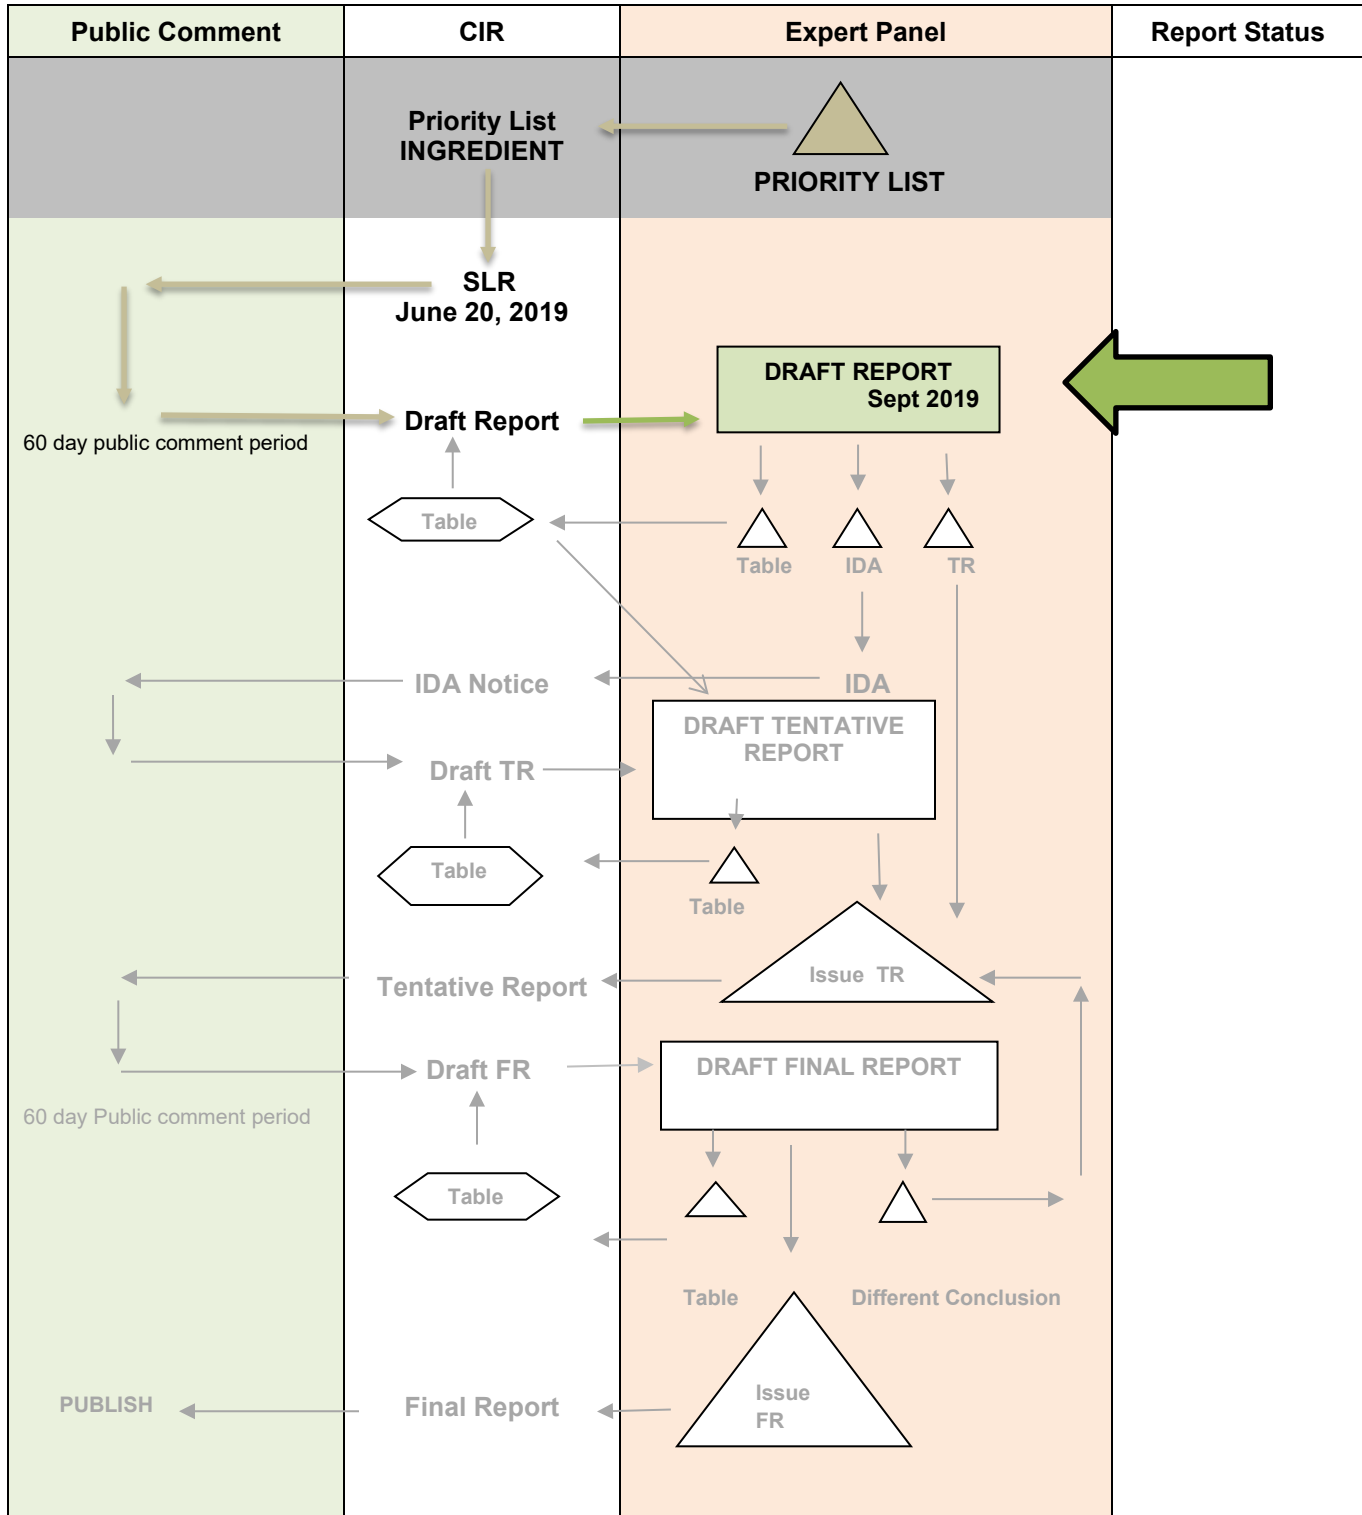 Public Comment
CIR
Expert Panel
Report Status
Priority List
INGREDIENT
PRIORITY LIST
SLR
June 20, 2019
DRAFT REPORT
Sept 2019
60 day public comment period
Draft Report
Table
Table
IDA
TR
IDA Notice
IDA
DRAFT TENTATIVE
REPORT
Draft TR
Table
Table
Issue TR
Tentative Report
DRAFT FINAL REPORT
Draft FR
60 day Public comment period
Table
Table
Different Conclusion
Issue
FR
PUBLISH
Final Report